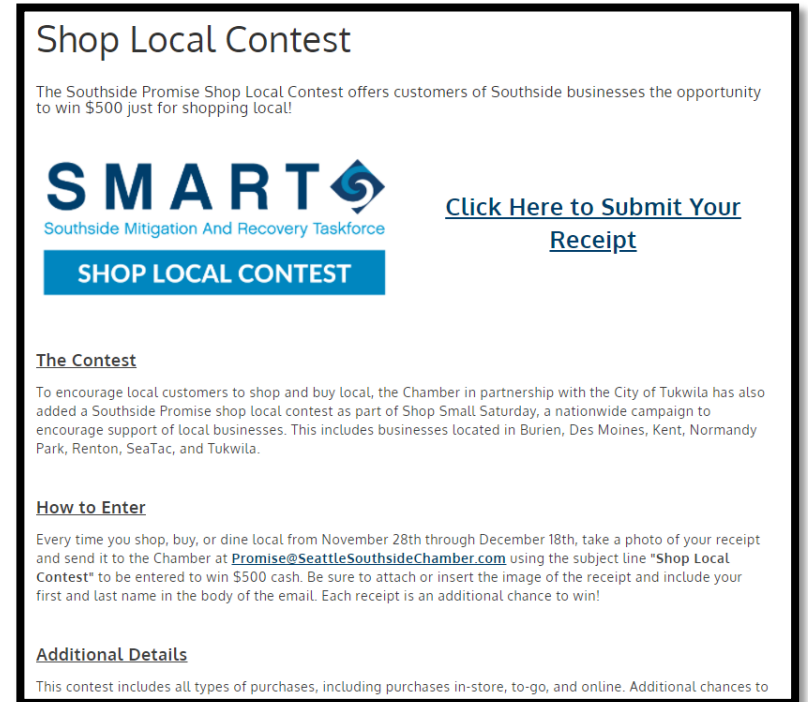 Shop Local Contest
The Southside Promise Shop Local Contest offers customers of Southside businesses the opportunity
to win $500 just for shopping local!
SMART
Southside Mitigation And Recovery Taskforce
SHOP LOCAL CONTEST
Click Here to Submit Your
Receipt
The Contest
To encourage local customers to shop and buy local, the Chamber in partnership with the City of Tukwila has also
added a Southside Promise shop local contest as part of Shop Small Saturday, a nationwide campaign to
encourage support of local businesses. This includes businesses located in Burien, Des Moines, Kent, Normandy
Park, Renton, SeaTac, and Tukwila.
How to Enter
Every time you shop, buy, or dine local from November 28th through December 18th, take a photo of your receipt
and send it to the Chamber at Promise@SeattleSouthsideChamber.com using the subject line "Shop Local
Contest" to be entered to win $500 cash. Be sure to attach or insert the image of the receipt and include your
first and last name in the body of the email. Each receipt is an additional chance to win!
Additional Details
This contest includes all types of purchases, including purchases in-store, to-go, and online. Additional chances to